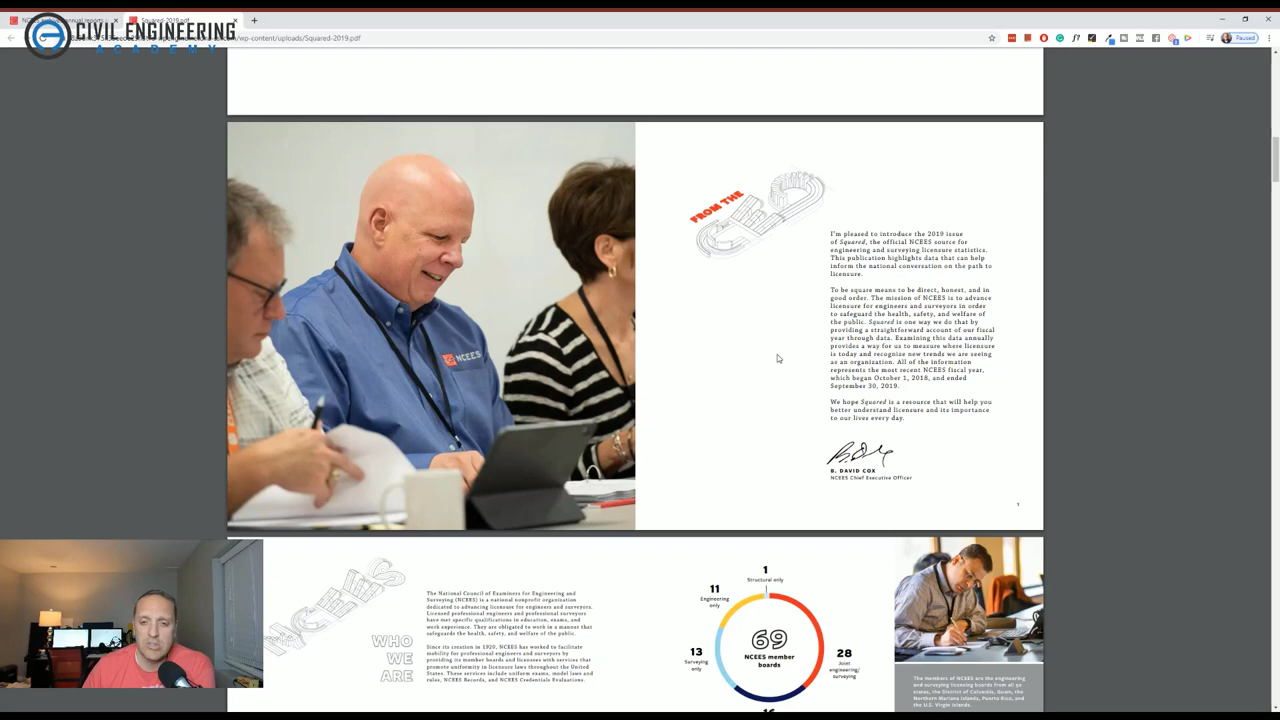 Squared-2019.pdf
CIVIL ENGINEERING
ACADEMY
wp-content/uploads/Squared-2019.pdf
Paused
FROM THE
CEO
I'm pleased to introduce the 2019 issue
of Squared, the official NCEES source for
engineering and surveying licensure statistics.
This publication highlights data that can help
inform the national conversation on the path to
licensure.
To be square means to be direct, honest, and in
good order. The mission of NCEES is to advance
licensure for engineers and surveyors in order
to safeguard the health, safety, and welfare of
the public. Squared is one way we do that by
providing a straightforward account of our fiscal
year through data. Examining this data annually
provides a way for us to measure where licensure
is today and recognize new trends we are seeing
as an organization. All of the information
represents the most recent NCEES fiscal year,
which began October 1, 2018, and ended
September 30, 2019.
We hope Squared is a resource that will help you
better understand licensure and its importance
to our lives every day.
B. DAVID COX
NCEES Chief Executive Officer
1
NCEES
WHO
WE
ARE
The National Council of Examiners for Engineering and
Surveying (NCEES) is a national nonprofit organization
dedicated to advancing licensure for engineers and surveyors.
Licensed professional engineers and professional surveyors
have met specific qualifications in education, exams, and
work experience. They are obligated to work in a manner that
safeguards the health, safety, and welfare of the public.
Since its creation in 1920, NCEES has worked to facilitate
mobility for professional engineers and surveyors by
providing its member boards and licensees with services that
promote uniformity in licensure laws throughout the United
States. These services include uniform exams, model laws and
rules, NCEES Records, and NCEES Credentials Evaluations.
1
Structural only
11
Engineering
only
69
NCEES member
boards
13
Surveying
only
28
Joint
engineering/
surveying
16
The members of NCEES are the engineering
and surveying licensing boards from all 50
states, the District of Columbia, Guam, the
Northern Mariana Islands, Puerto Rico, and
the U.S. Virgin Islands.